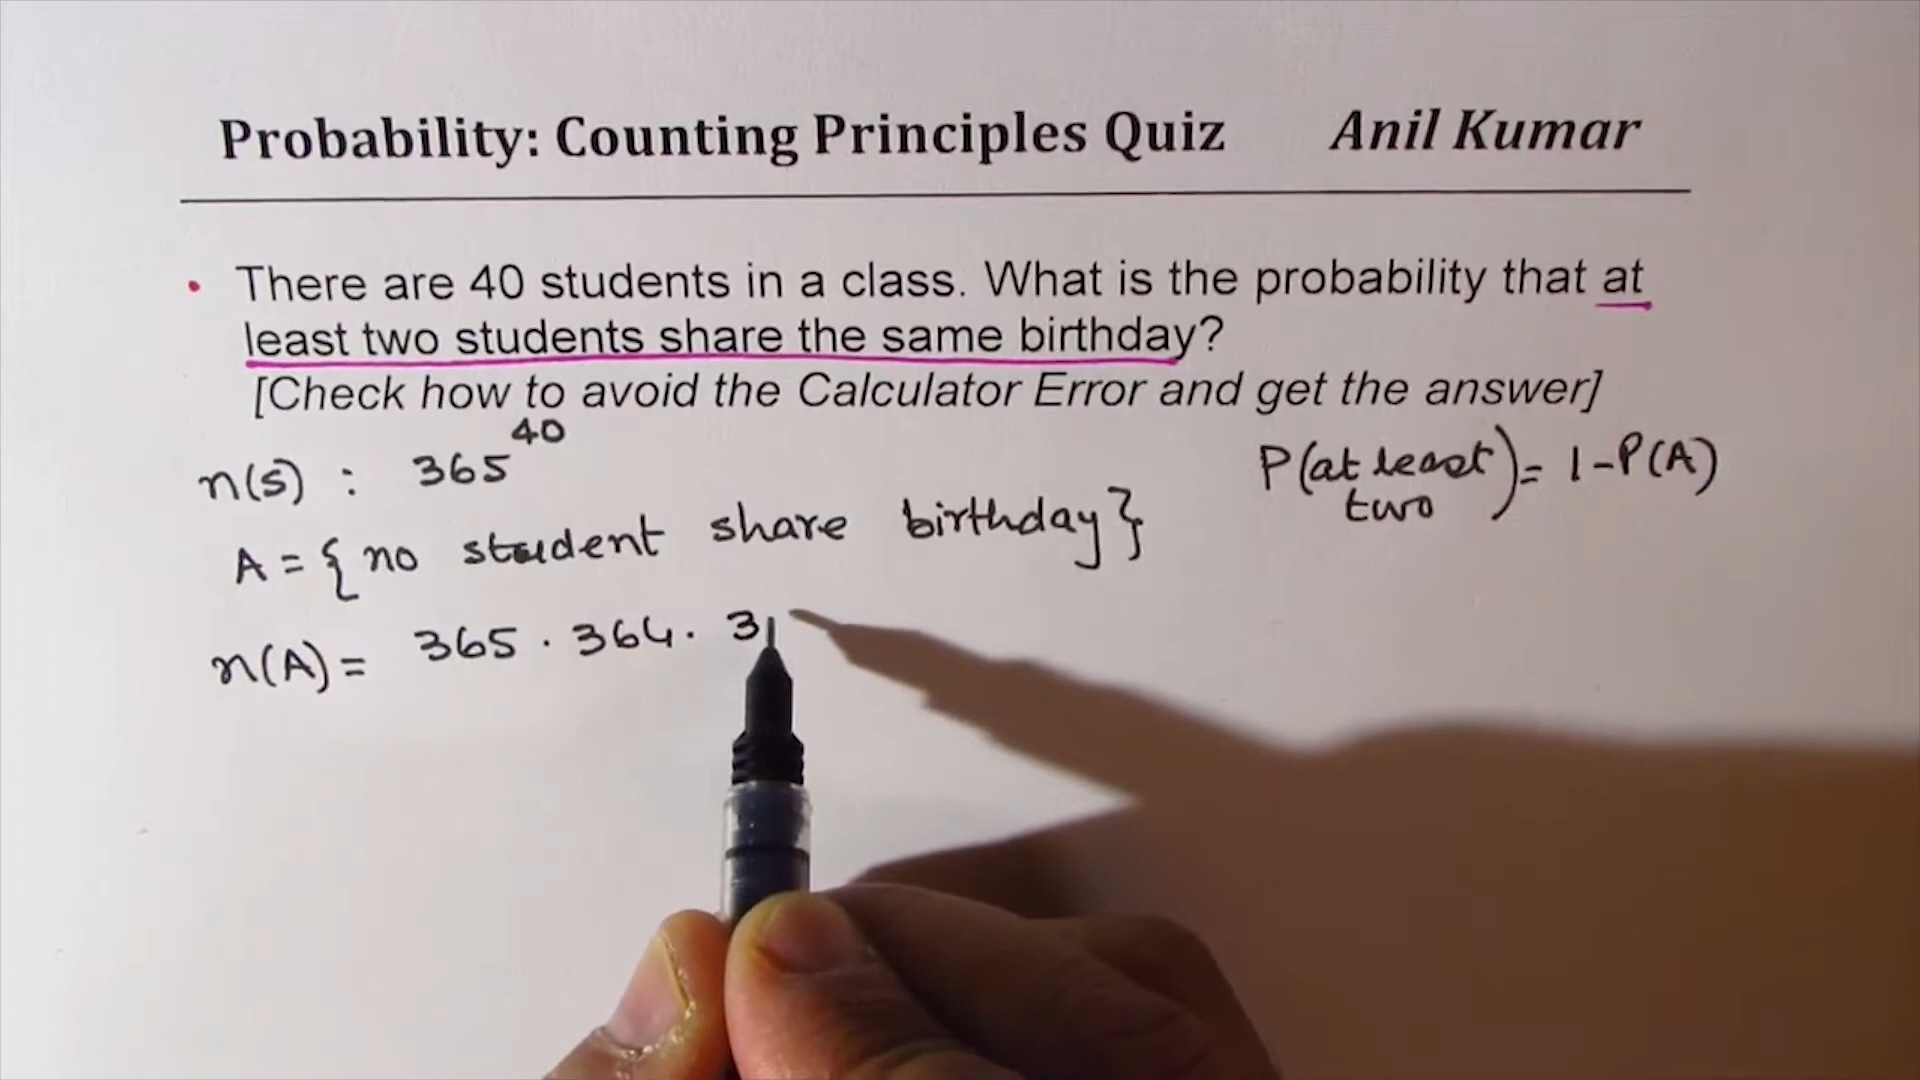 Probability: Counting Principles Quiz Anil Kumar
• There are 40 students in a class. What is the probability that at
least two students share the same birthday?
[Check how to avoid the Calculator Error and get the answer]
n(s) : 365^40
P(at least two) = 1-P(A)
A = {no student share birthday}
n(A) = 365 . 364 . 3